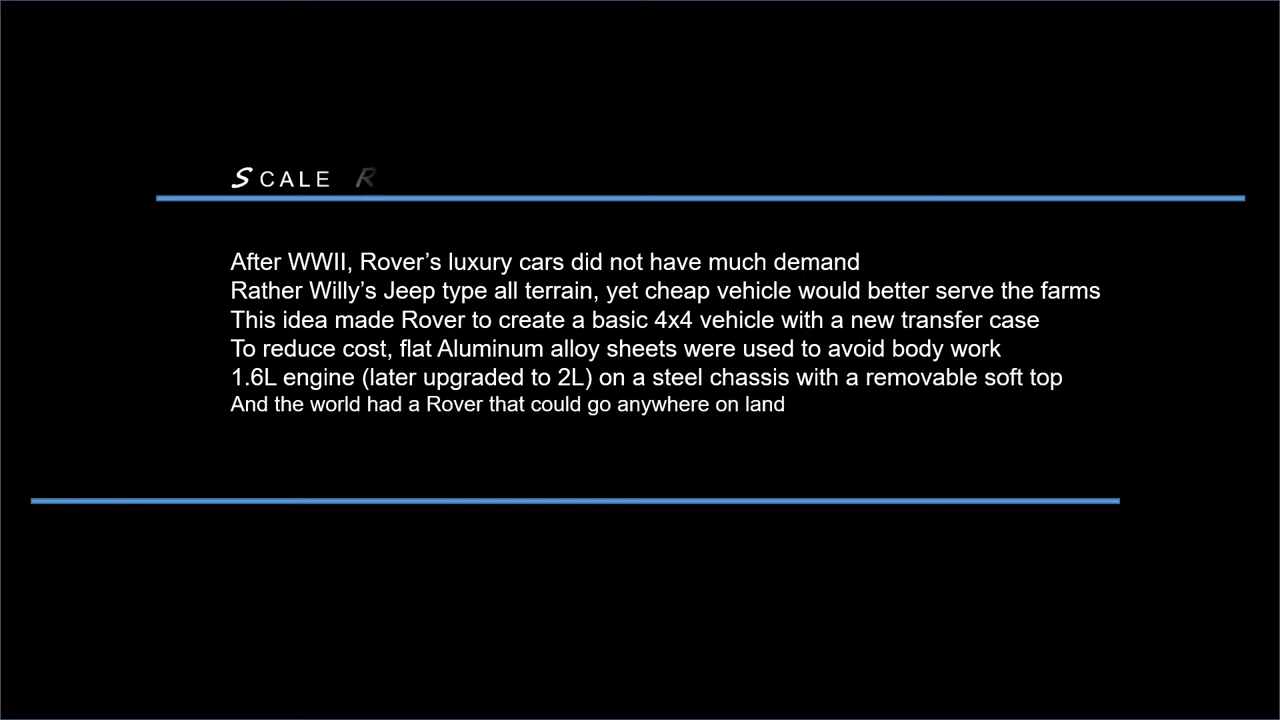 SCALE R
After WWII, Rover’s luxury cars did not have much demand
Rather Willy’s Jeep type all terrain, yet cheap vehicle would better serve the farms
This idea made Rover to create a basic 4x4 vehicle with a new transfer case
To reduce cost, flat Aluminum alloy sheets were used to avoid body work
1.6L engine (later upgraded to 2L) on a steel chassis with a removable soft top
And the world had a Rover that could go anywhere on land